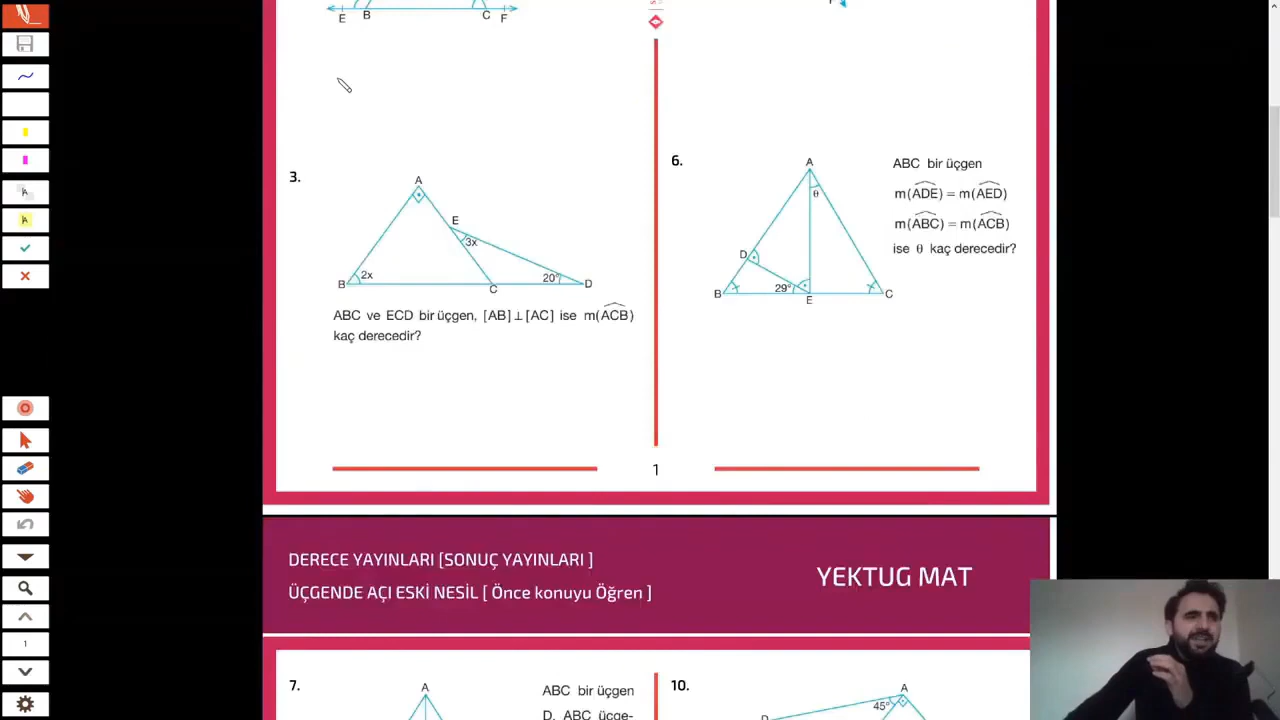 E B C F
3.
A
E
3x
2x
20°
B C D
ABC ve ECD bir üçgen, [AB]⊥[AC] ise m(ACB)
kaç derecedir?
6.
A
θ
D
29°
B E C
ABC bir üçgen
m(ADE) = m(AED)
m(ABC) = m(ACB)
ise θ kaç derecedir?
1
DERECE YAYINLARI [SONUÇ YAYINLARI ]
ÜÇGENDE AÇI ESKİ NESİL [ Önce konuyu Öğren ]
YEKTUG MAT
7.
A
ABC bir üçgen
D, ABC üçge-
10.
A
45°
1